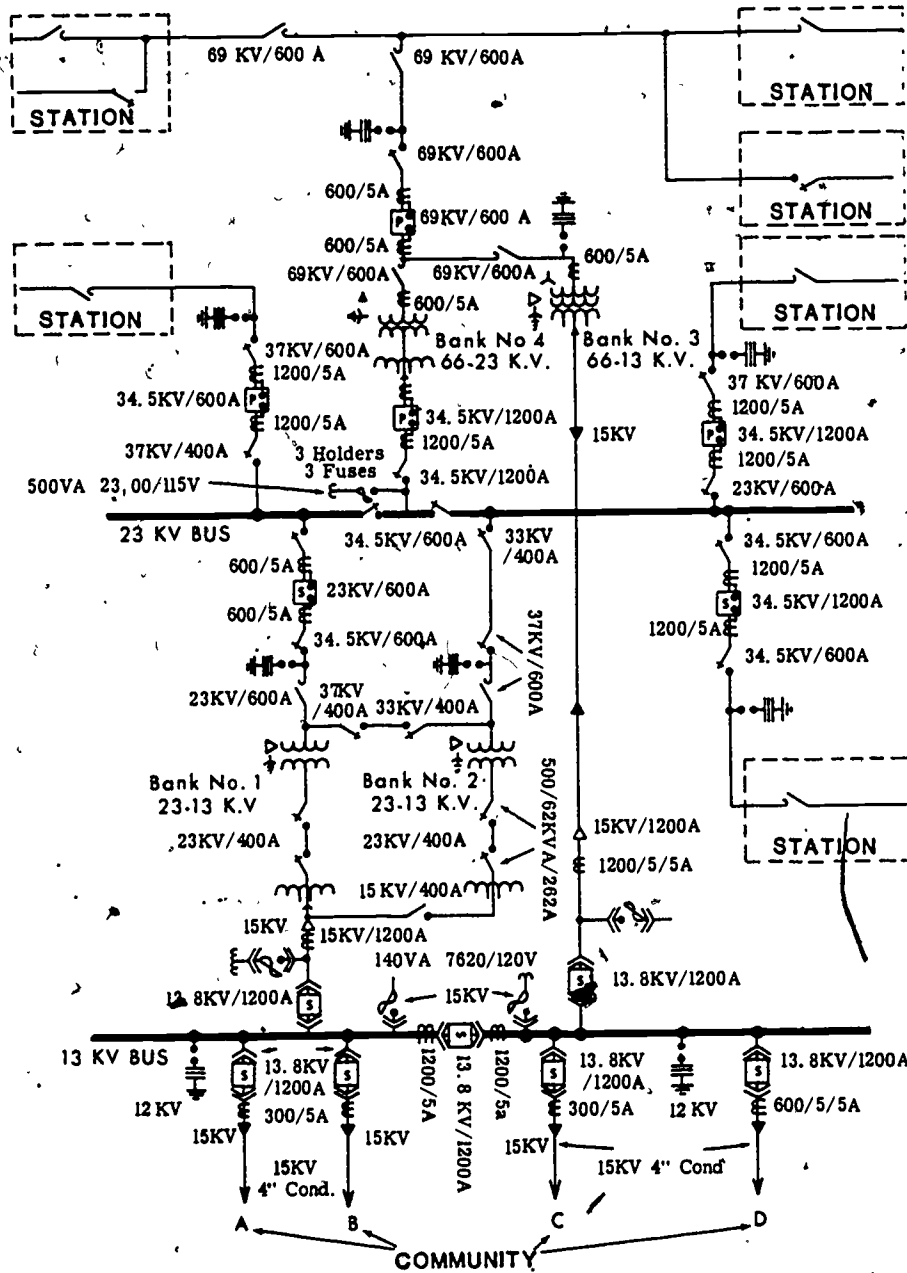 69 KV/600 A
69 KV/600A
STATION
STATION
69KV/600A
600/5A
69KV/600 A
600/5A
600/5A
69KV/600A
69KV/600A
STATION
STATION
600/5A
Bank No 4
66-23 K.V.
Bank No. 3
66-13 K.V.
37KV/600A
1200/5A
34.5KV/600A
1200/5A
37KV/400A
34.5KV/1200A
1200/5A
15KV
37 KV/600A
1200/5A
34.5KV/1200A
1200/5A
3 Holders
3 Fuses
34.5KV/1200A
23KV/600A
500VA 23,00/115V
23 KV BUS
34.5KV/600A
33KV
/400A
34.5KV/600A
600/5A
23KV/600A
600/5A
1200/5A
34.5KV/1200A
1200/5A
34.5KV/600A
37KV/600A
34.5KV/600A
23KV/600A
37KV
/400A
33KV/400A
Bank No. 1
23-13 K.V
Bank No. 2
23-13 K.V.
500/62KVA/262A
STATION
23KV/400A
23KV/400A
15KV/1200A
1200/5/5A
15KV/400A
15KV
15KV/1200A
140VA 7620/120V
15KV
13.8KV/1200A
13.8KV/1200A
13 KV BUS
12 KV
13.8KV
/1200A
300/5A
1200/5A
13.8 KV/1200A
1200/5a
13.8KV
/1200A
300/5A
12 KV
13.8KV/1200A
600/5/5A
15KV
15KV
15KV
15KV
4" Cond.
15KV 4" Cond
A
B
C
D
COMMUNITY